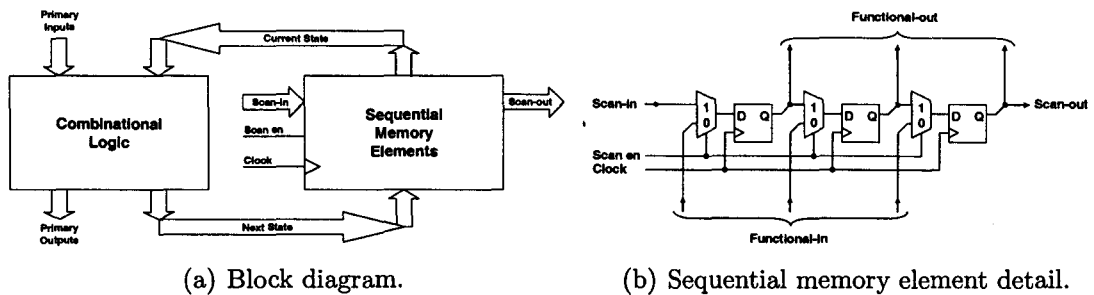 Primary
Inputs
Current State
Combinational
Logic
Scan-in
Scan en
Clock
Sequential
Memory
Elements
Scan-out
Next State
Primary
Outputs
(a) Block diagram.
Functional-out
Scan-in
1
0
D Q
1
0
D Q
1
0
D Q
Scan-out
Scan en
Clock
Functional-in
(b) Sequential memory element detail.